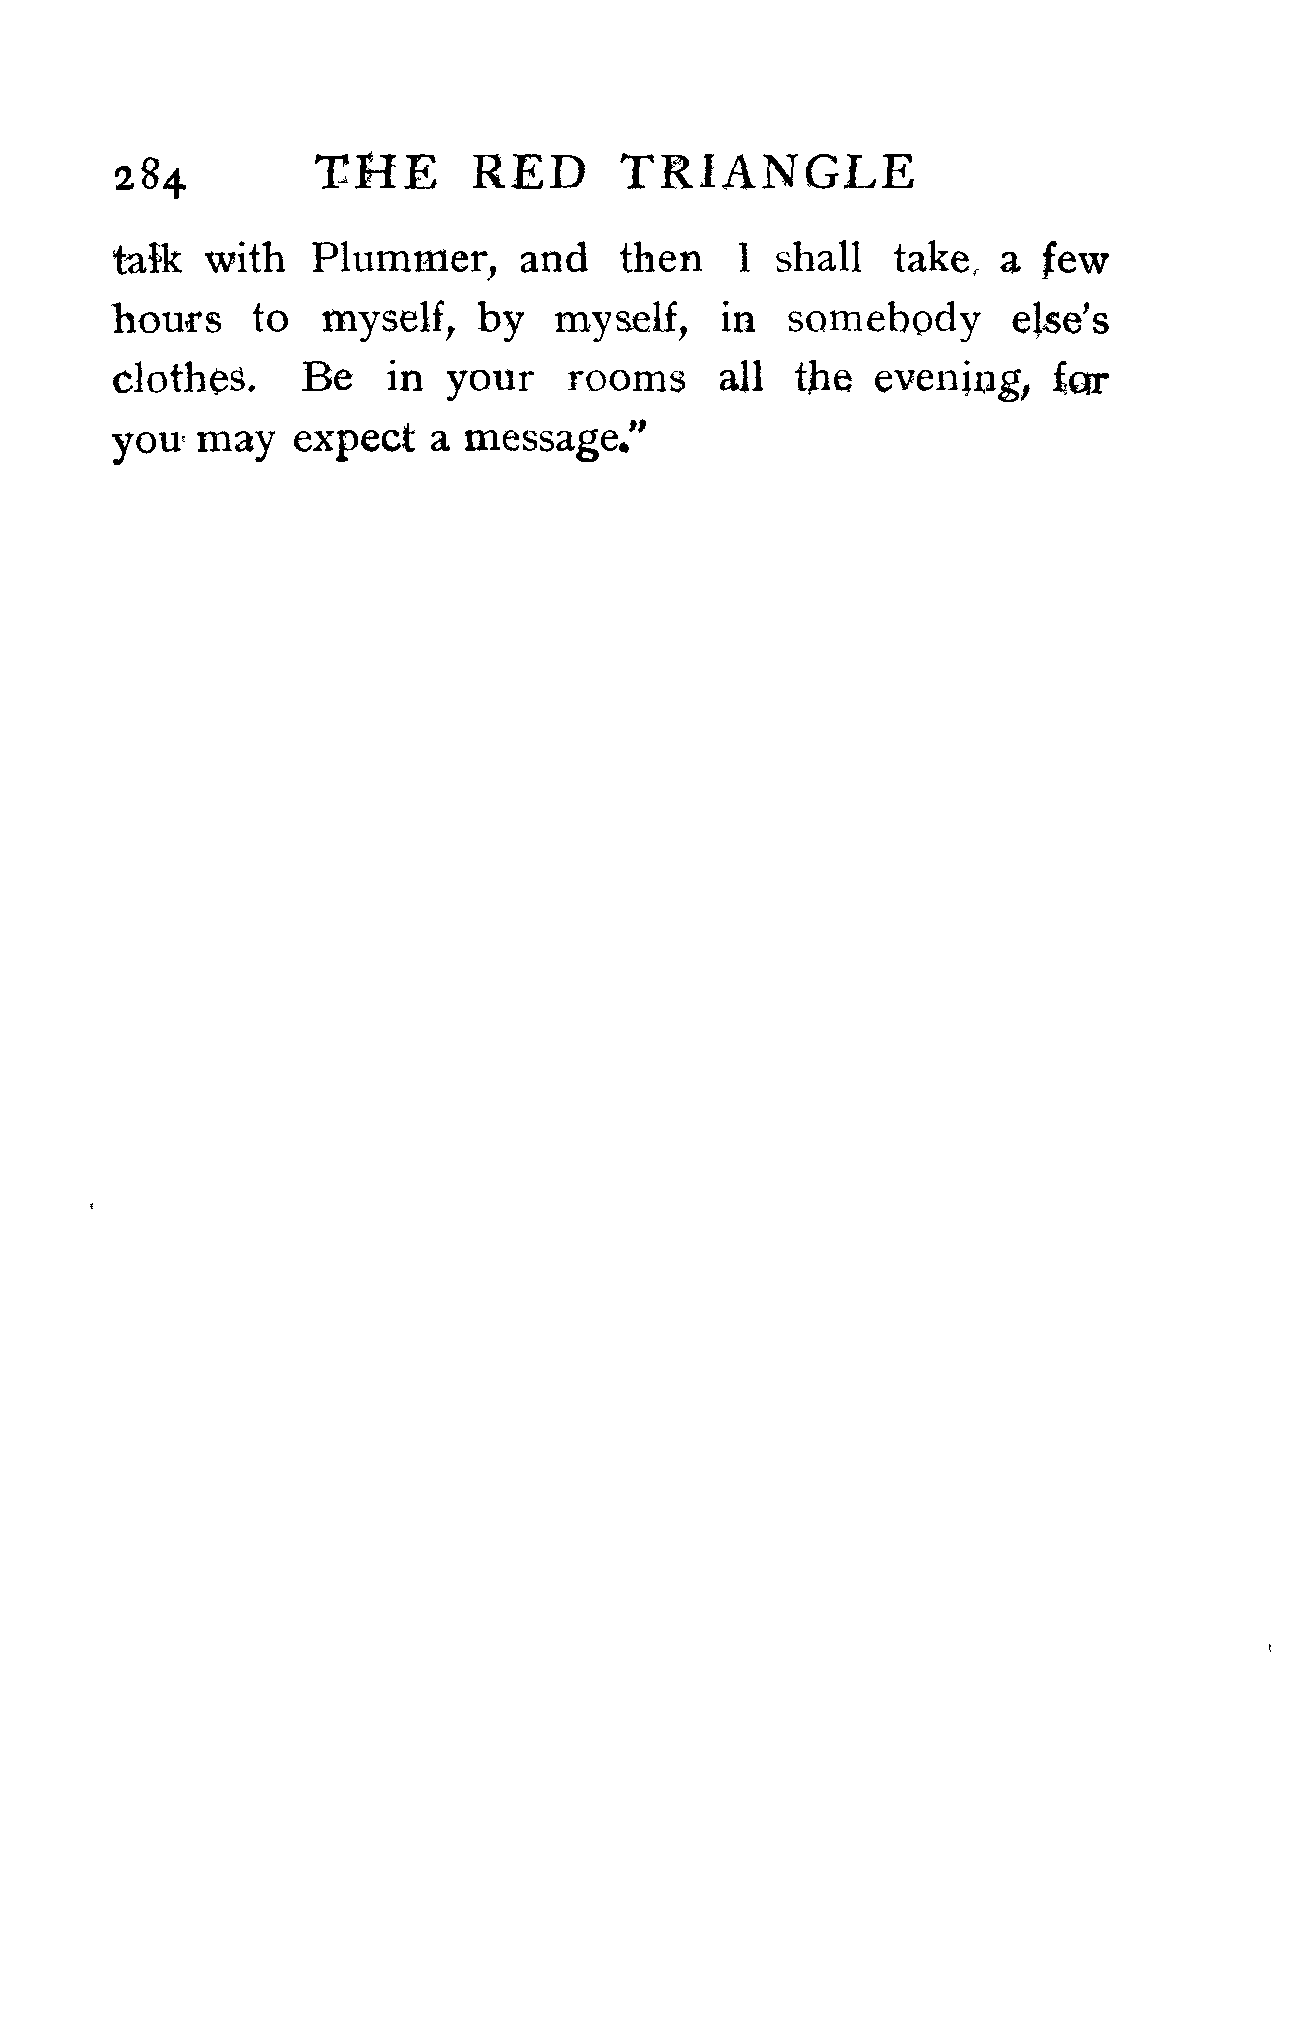 284 THE RED TRIANGLE
talk with Plummer, and then I shall take a few
hours to myself, by myself, in somebody else's
clothes. Be in your rooms all the evening, for
you may expect a message."